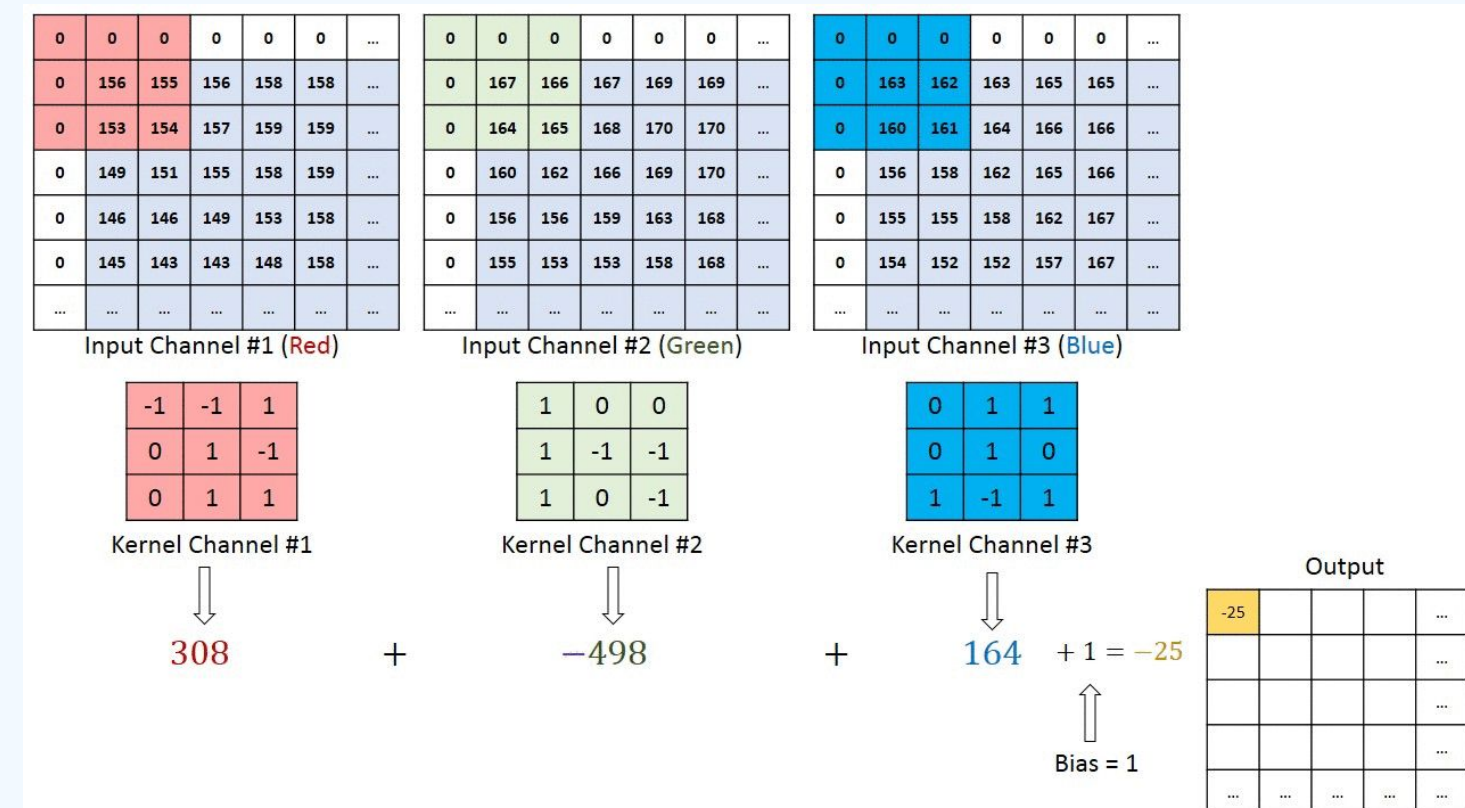 0 0 0 0 0 0 ... 0 0 0 0 0 0 ... 0 0 0 0 0 0 ...
0 156 155 156 158 158 ... 0 167 166 167 169 169 ... 0 163 162 163 165 165 ...
0 153 154 157 159 159 ... 0 164 165 168 170 170 ... 0 160 161 164 166 166 ...
0 149 151 155 158 159 ... 0 160 162 166 169 170 ... 0 156 158 162 165 166 ...
0 146 146 149 153 158 ... 0 156 156 159 163 168 ... 0 155 155 158 162 167 ...
0 145 143 143 148 158 ... 0 155 153 153 158 168 ... 0 154 152 152 157 167 ...
... ... ... ... ... ... ... ... ... ... ... ... ... ... ... ... ... ... ... ... ...
Input Channel #1 (Red) Input Channel #2 (Green) Input Channel #3 (Blue)
-1 -1 1 1 0 0 0 1 1
0 1 -1 1 -1 -1 0 1 0
0 1 1 1 0 -1 1 -1 1
Kernel Channel #1 Kernel Channel #2 Kernel Channel #3
308 + −498 + 164 + 1 = −25
Bias = 1
Output
-25 ...
...
...
...
... ... ... ... ...